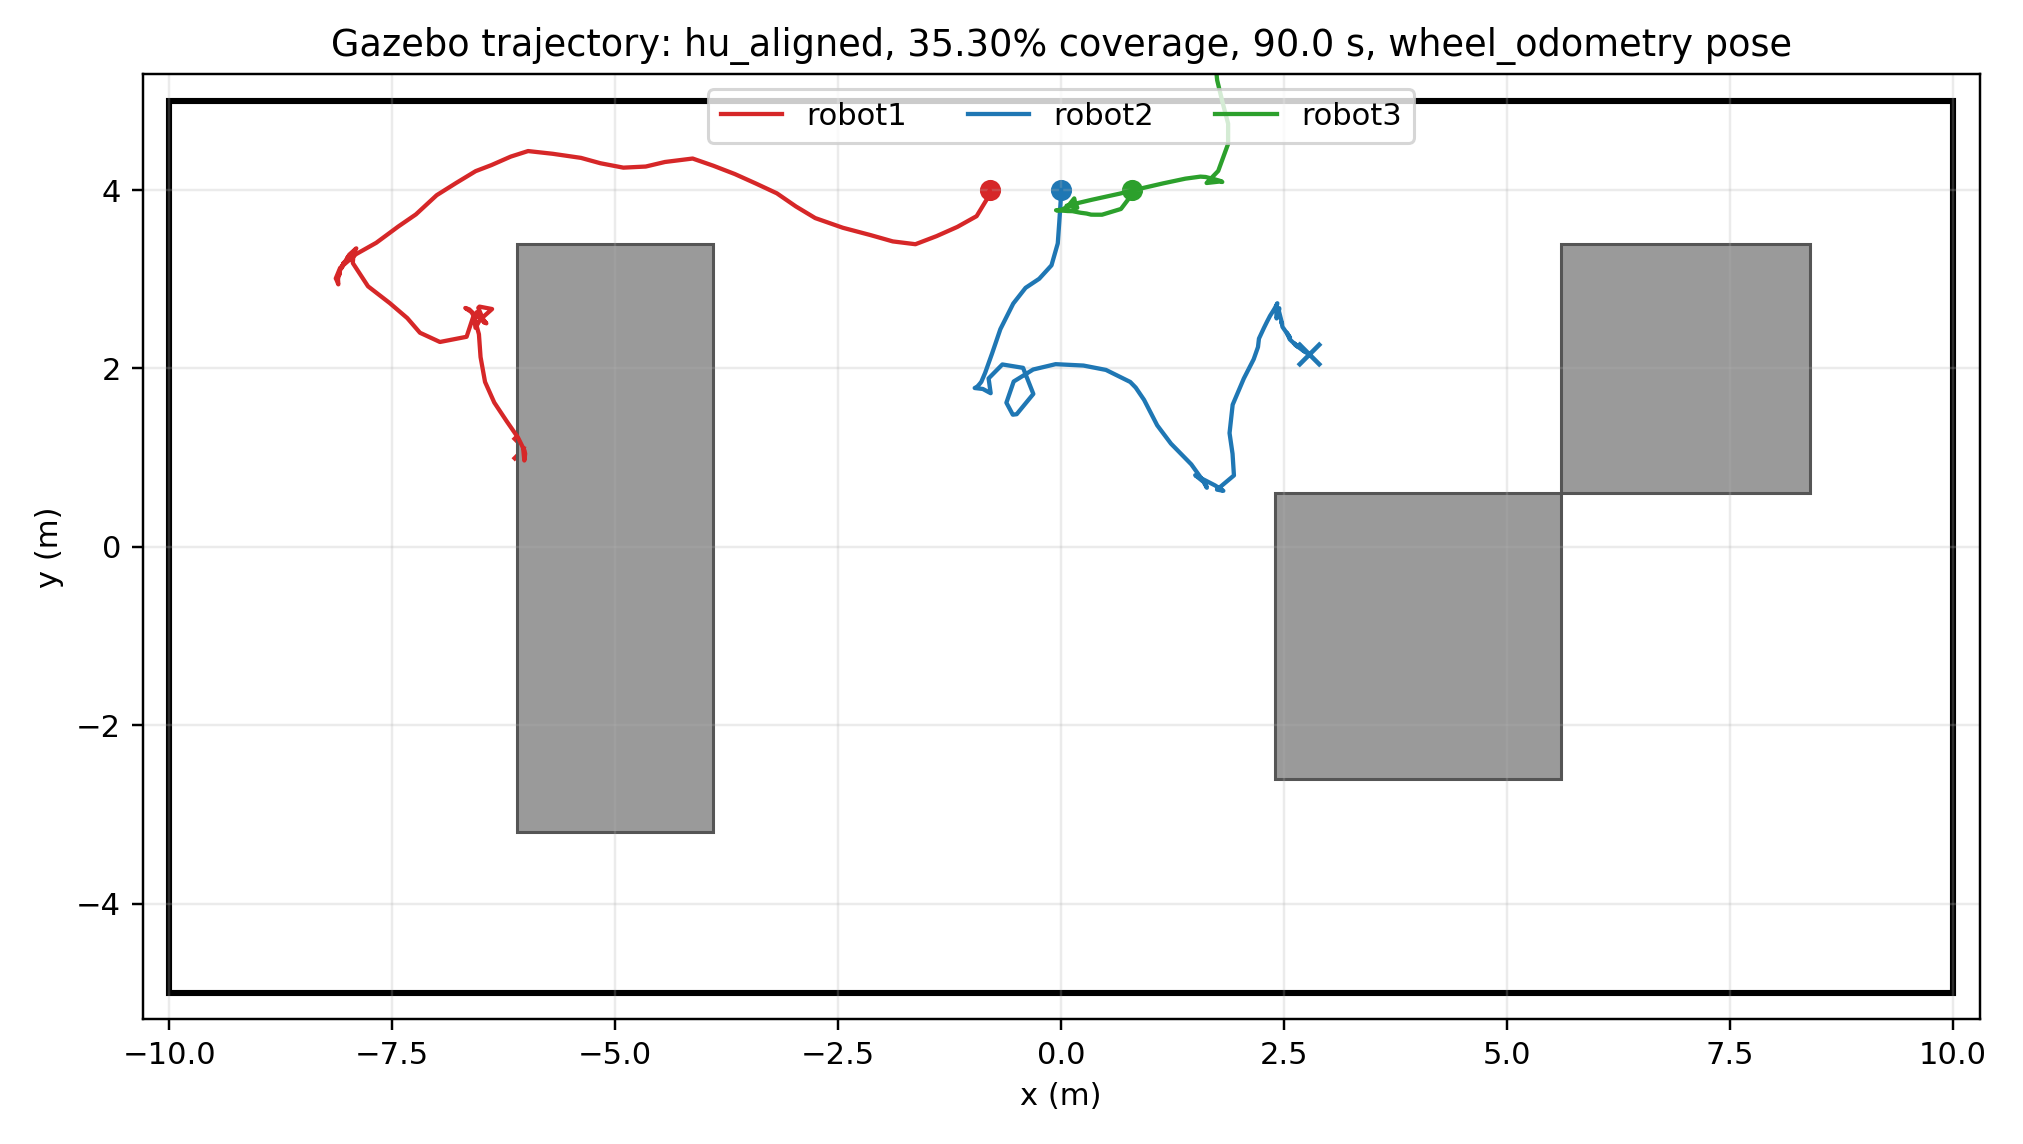 Gazebo trajectory: hu_aligned, 35.30% coverage, 90.0 s, wheel_odometry pose
robot1 robot2 robot3
4
2
0
−2
−4
y (m)
−10.0 −7.5 −5.0 −2.5 0.0 2.5 5.0 7.5 10.0
x (m)